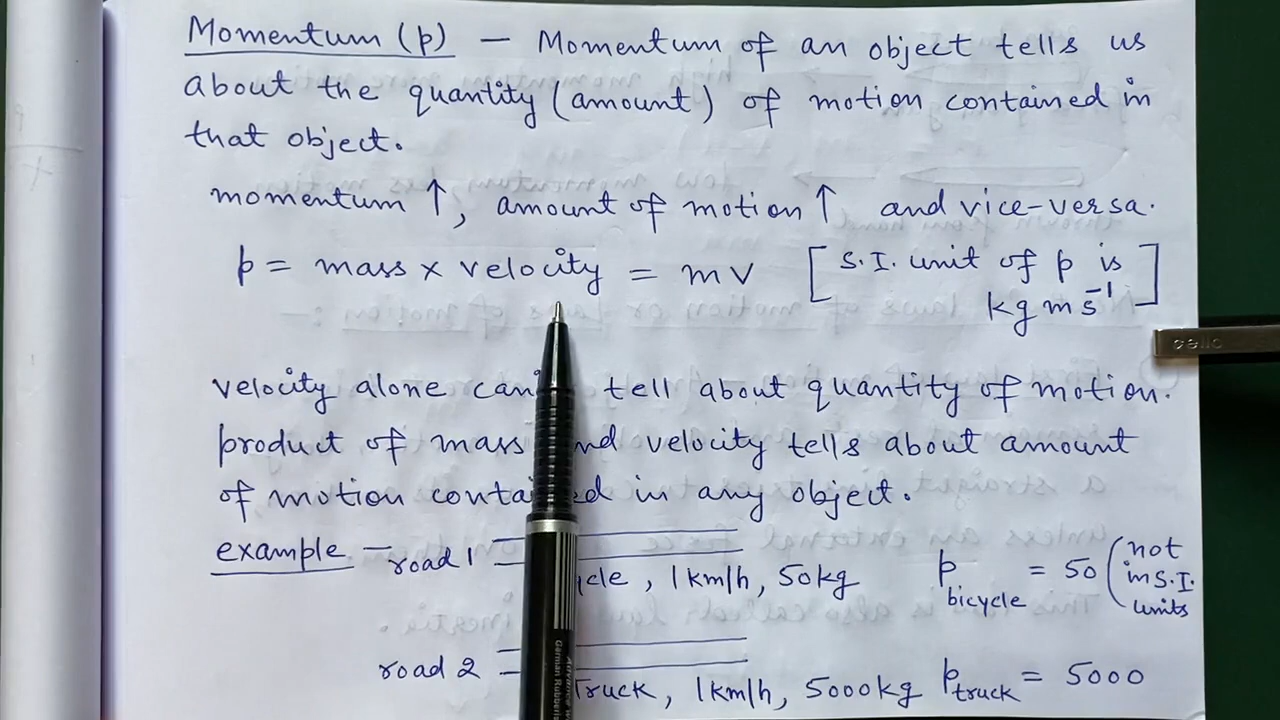 Momentum (p) - Momentum of an object tells us
about the quantity (amount) of motion contained in
that object.
momentum ↑, amount of motion ↑ and vice-versa.
p = mass × velocity = mv [S.I. unit of p is
kg m s⁻¹]
cello
velocity alone can tell about quantity of motion.
product of mass and velocity tells about amount
of motion contained in any object.
example - road 1
cle, 1km/h, 50kg p bicycle = 50 (not
in S.I.
units
road 2
Truck, 1km/h, 5000kg p truck = 5000